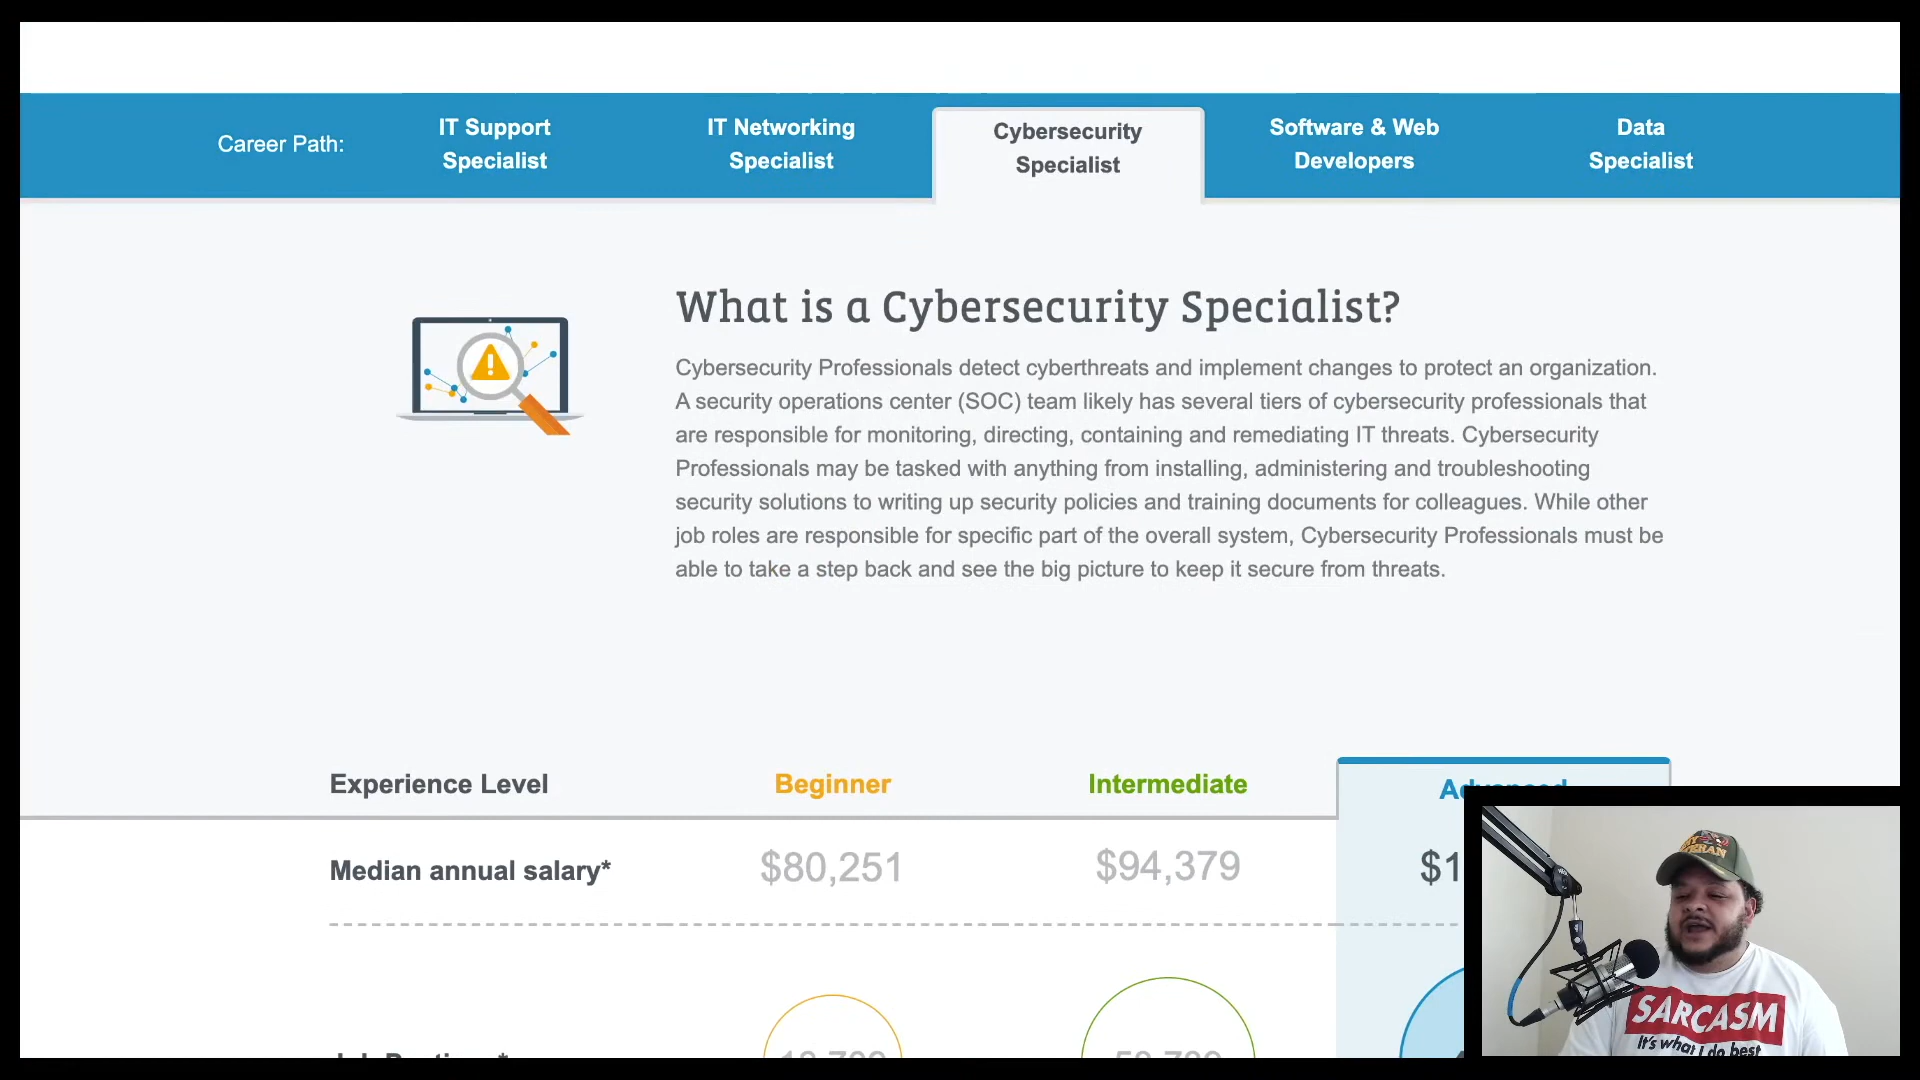 Career Path:
IT Support
Specialist
IT Networking
Specialist
Cybersecurity
Specialist
Software & Web
Developers
Data
Specialist
What is a Cybersecurity Specialist?
Cybersecurity Professionals detect cyberthreats and implement changes to protect an organization.
A security operations center (SOC) team likely has several tiers of cybersecurity professionals that
are responsible for monitoring, directing, containing and remediating IT threats. Cybersecurity
Professionals may be tasked with anything from installing, administering and troubleshooting
security solutions to writing up security policies and training documents for colleagues. While other
job roles are responsible for specific part of the overall system, Cybersecurity Professionals must be
able to take a step back and see the big picture to keep it secure from threats.
Experience Level Beginner Intermediate Advanced
Median annual salary* $80,251 $94,379 $1
SARCASM
It's what I do best